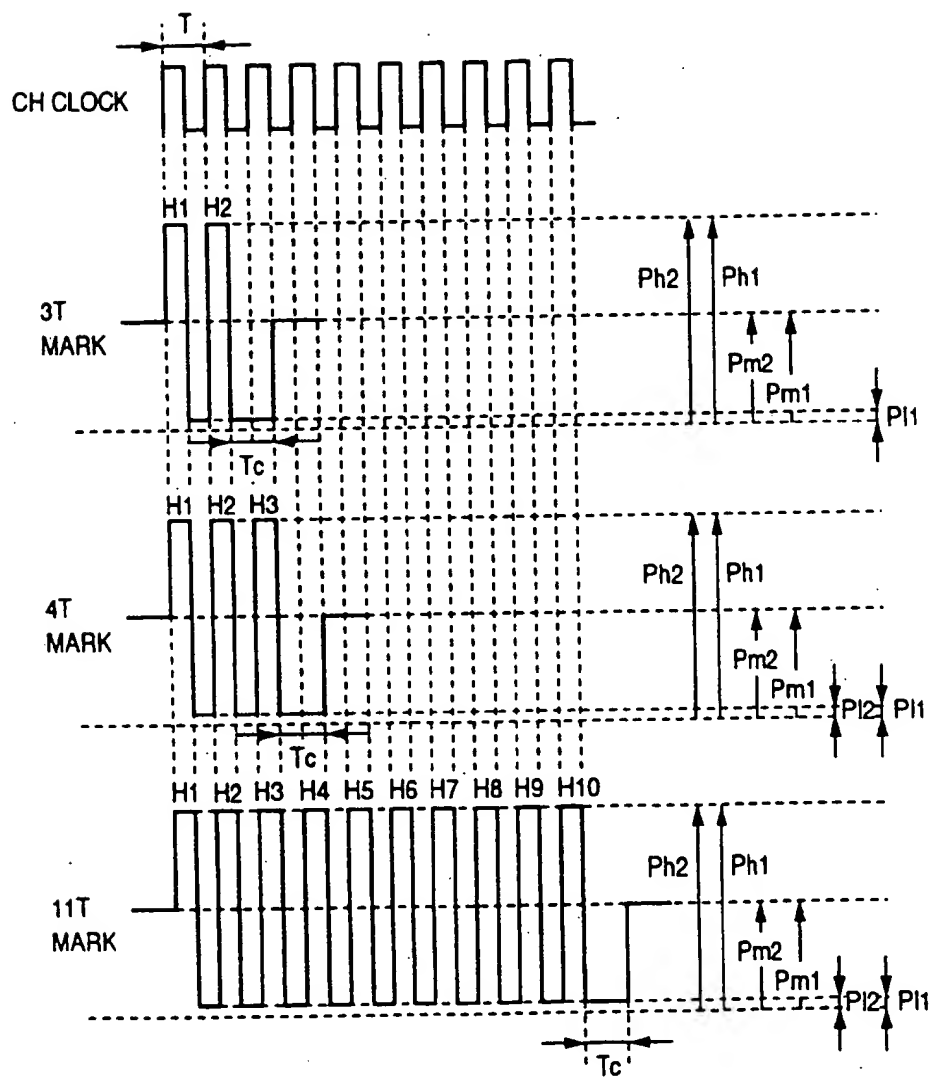 T
CH CLOCK
H1 H2
Ph2 Ph1
3T
MARK
Pm2
Pm1
Pl1
Tc
H1 H2 H3
Ph2 Ph1
4T
MARK
Pm2
Pm1
Pl2 Pl1
Tc
H1 H2 H3 H4 H5 H6 H7 H8 H9 H10
Ph2 Ph1
11T
MARK
Pm2
Pm1
Pl2 Pl1
Tc